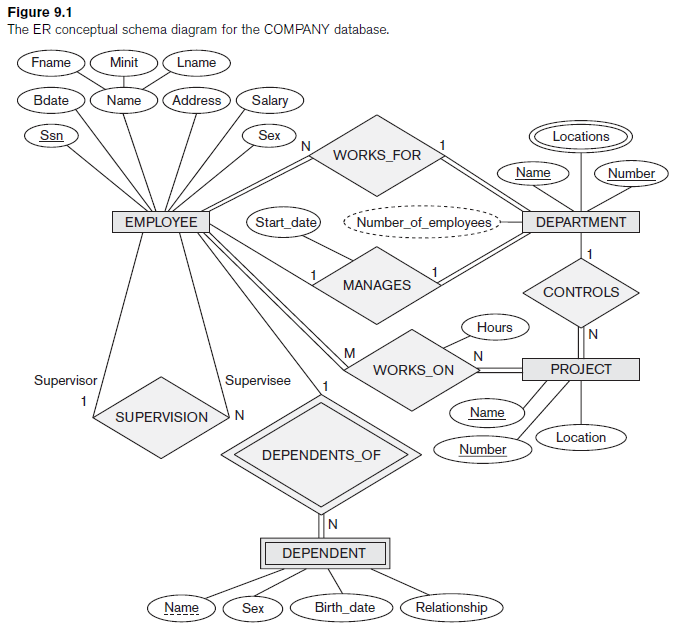 Figure 9.1
The ER conceptual schema diagram for the COMPANY database.
Fname
Minit
Lname
Bdate
Name
Address
Salary
Ssn
Sex
N
WORKS_FOR
1
Locations
Name
Number
EMPLOYEE
Start_date
Number_of_employees
DEPARTMENT
1
MANAGES
1
1
CONTROLS
N
Hours
M
WORKS_ON
N
PROJECT
Supervisor
1
Supervisee
SUPERVISION
N
1
Name
Number
Location
DEPENDENTS_OF
N
DEPENDENT
Name
Sex
Birth_date
Relationship